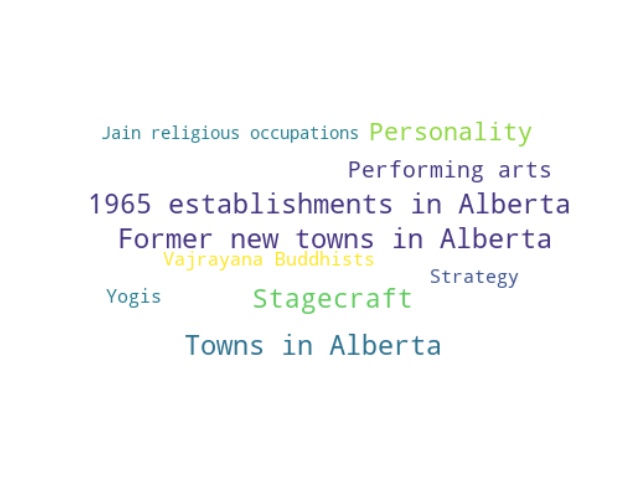 Jain religious occupations Personality
Performing arts
1965 establishments in Alberta
Former new towns in Alberta
Vajrayana Buddhists
Strategy
Yogis Stagecraft
Towns in Alberta